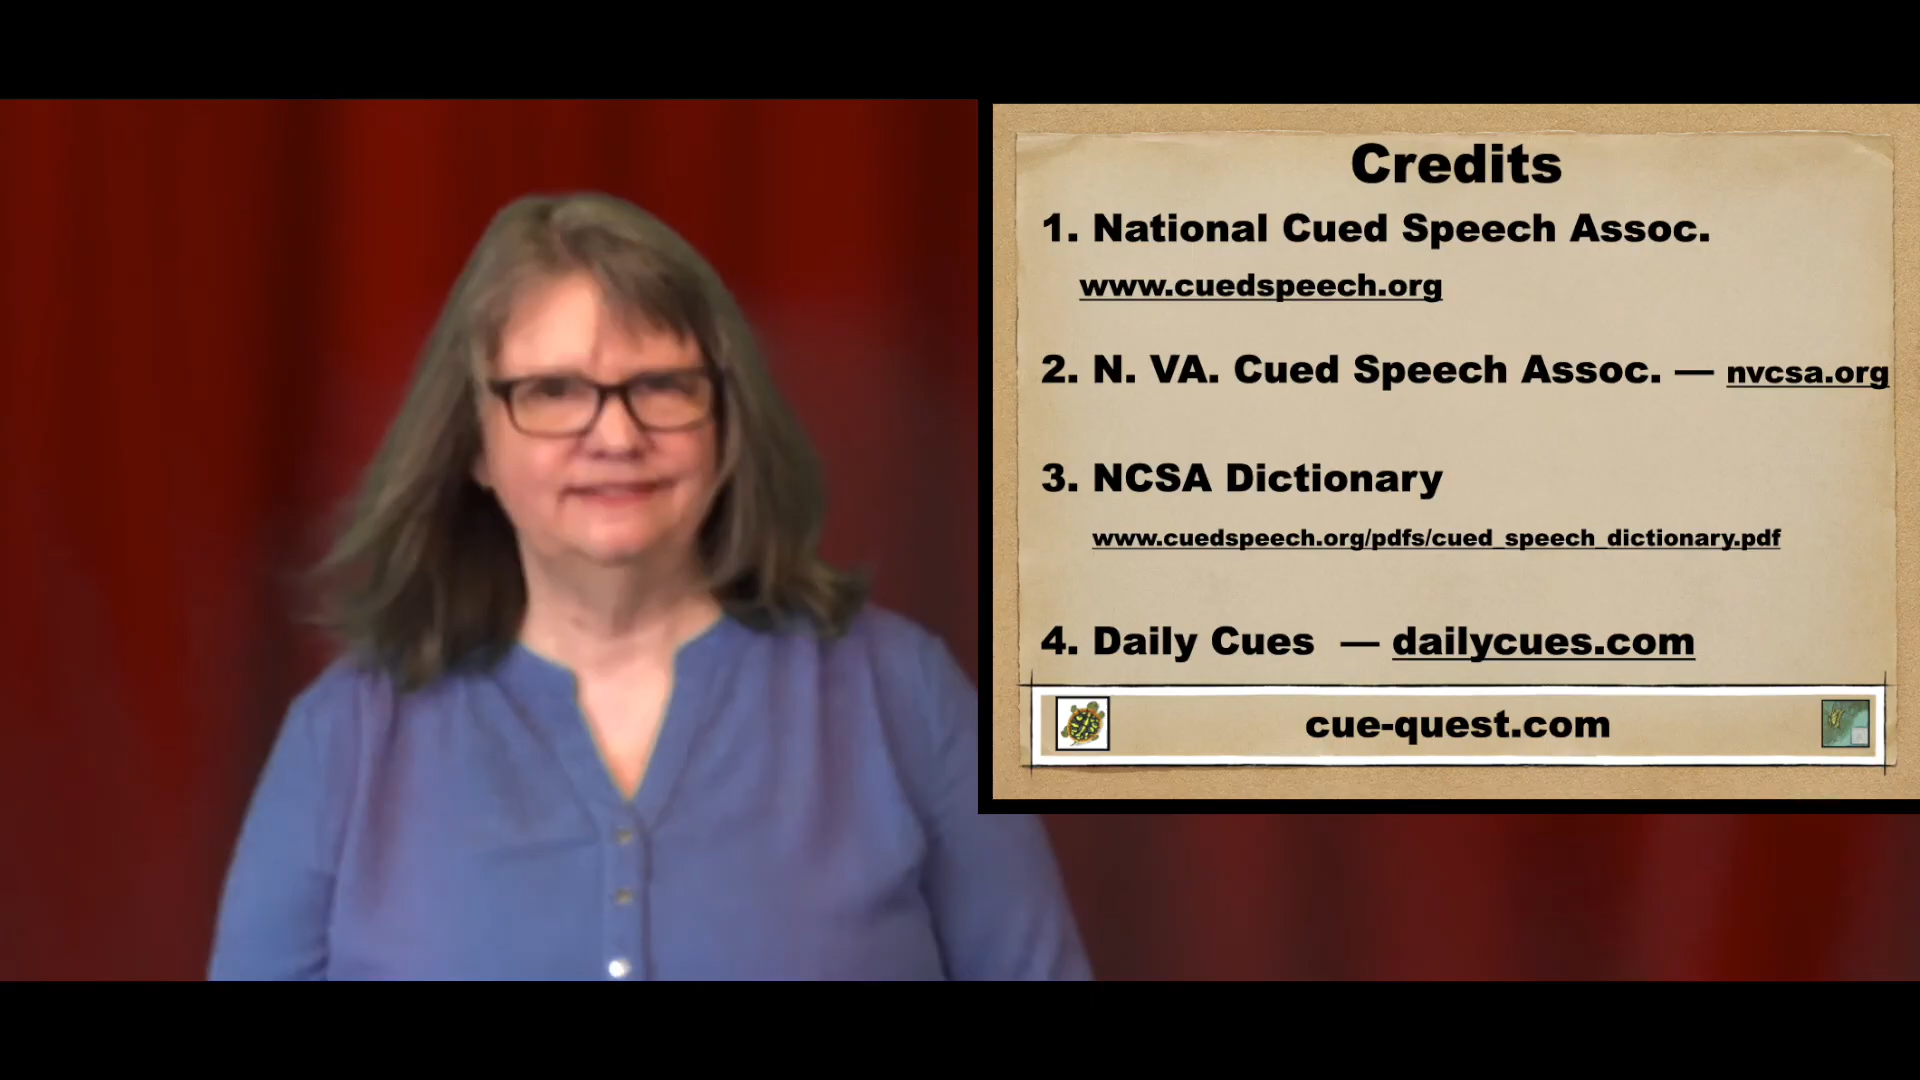 Credits
1. National Cued Speech Assoc.
www.cuedspeech.org
2. N. VA. Cued Speech Assoc. — nvcsa.org
3. NCSA Dictionary
www.cuedspeech.org/pdfs/cued_speech_dictionary.pdf
4. Daily Cues — dailycues.com
cue-quest.com